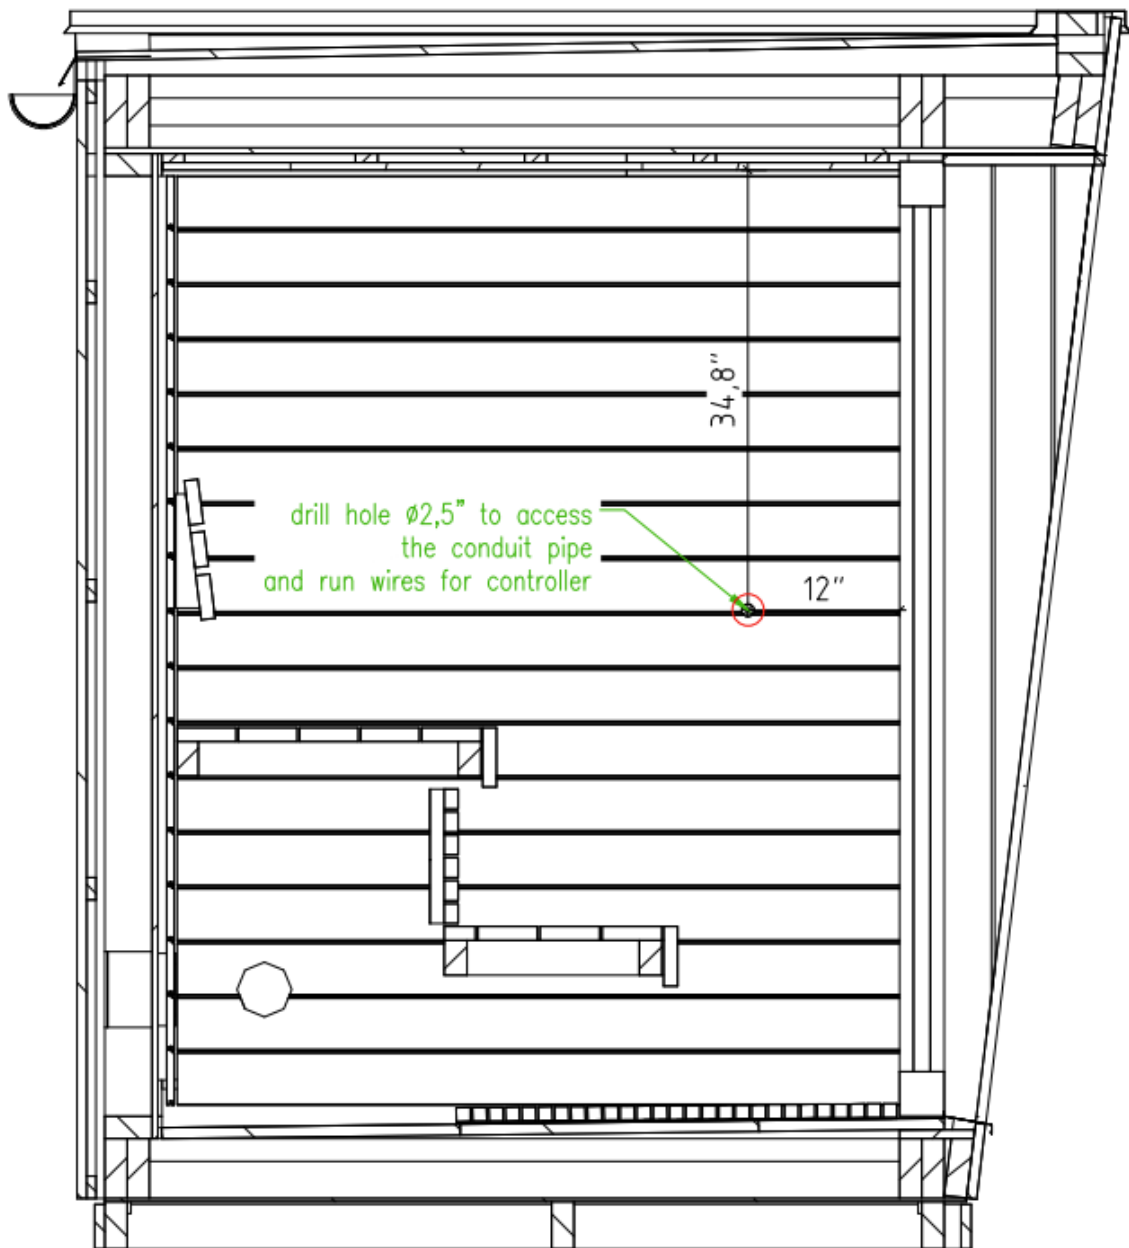 34,8"
drill hole ø2,5" to access
the conduit pipe
and run wires for controller
12"